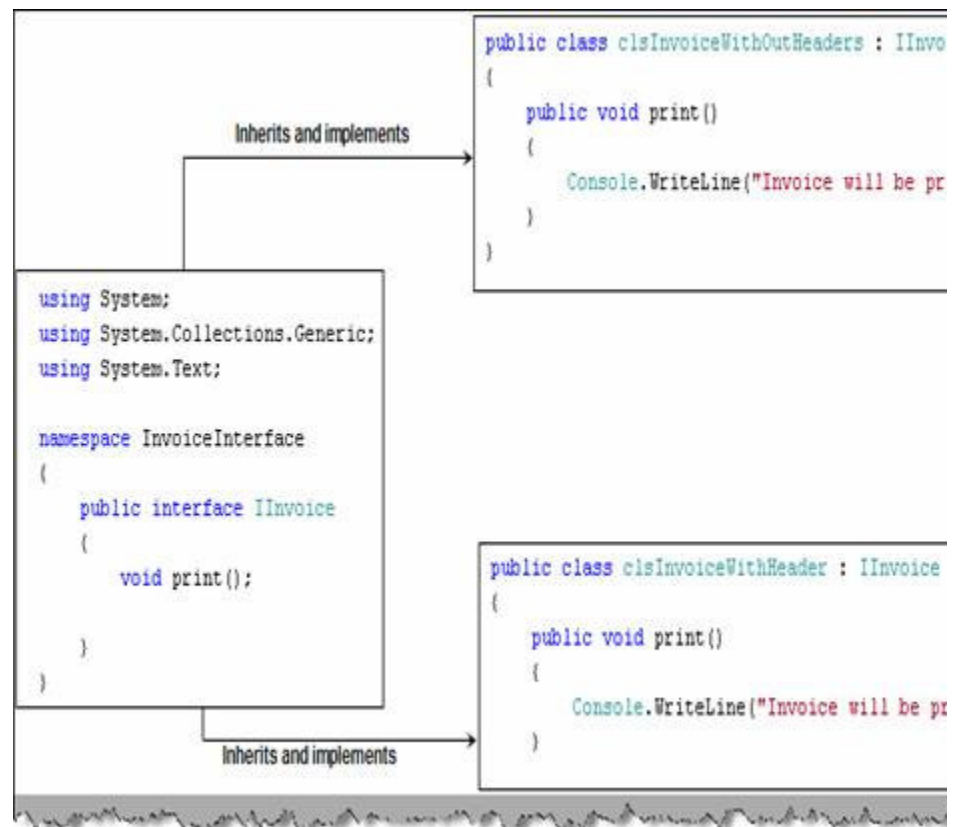 public class clsInvoiceWithOutHeaders : IInvo
{
public void print()
{
Console.WriteLine("Invoice will be pr
}
}
Inherits and implements
using System;
using System.Collections.Generic;
using System.Text;
namespace InvoiceInterface
{
public interface IInvoice
{
void print();
}
}
public class clsInvoiceWithHeader : IInvoice
{
public void print()
{
Console.WriteLine("Invoice will be pr
}
Inherits and implements